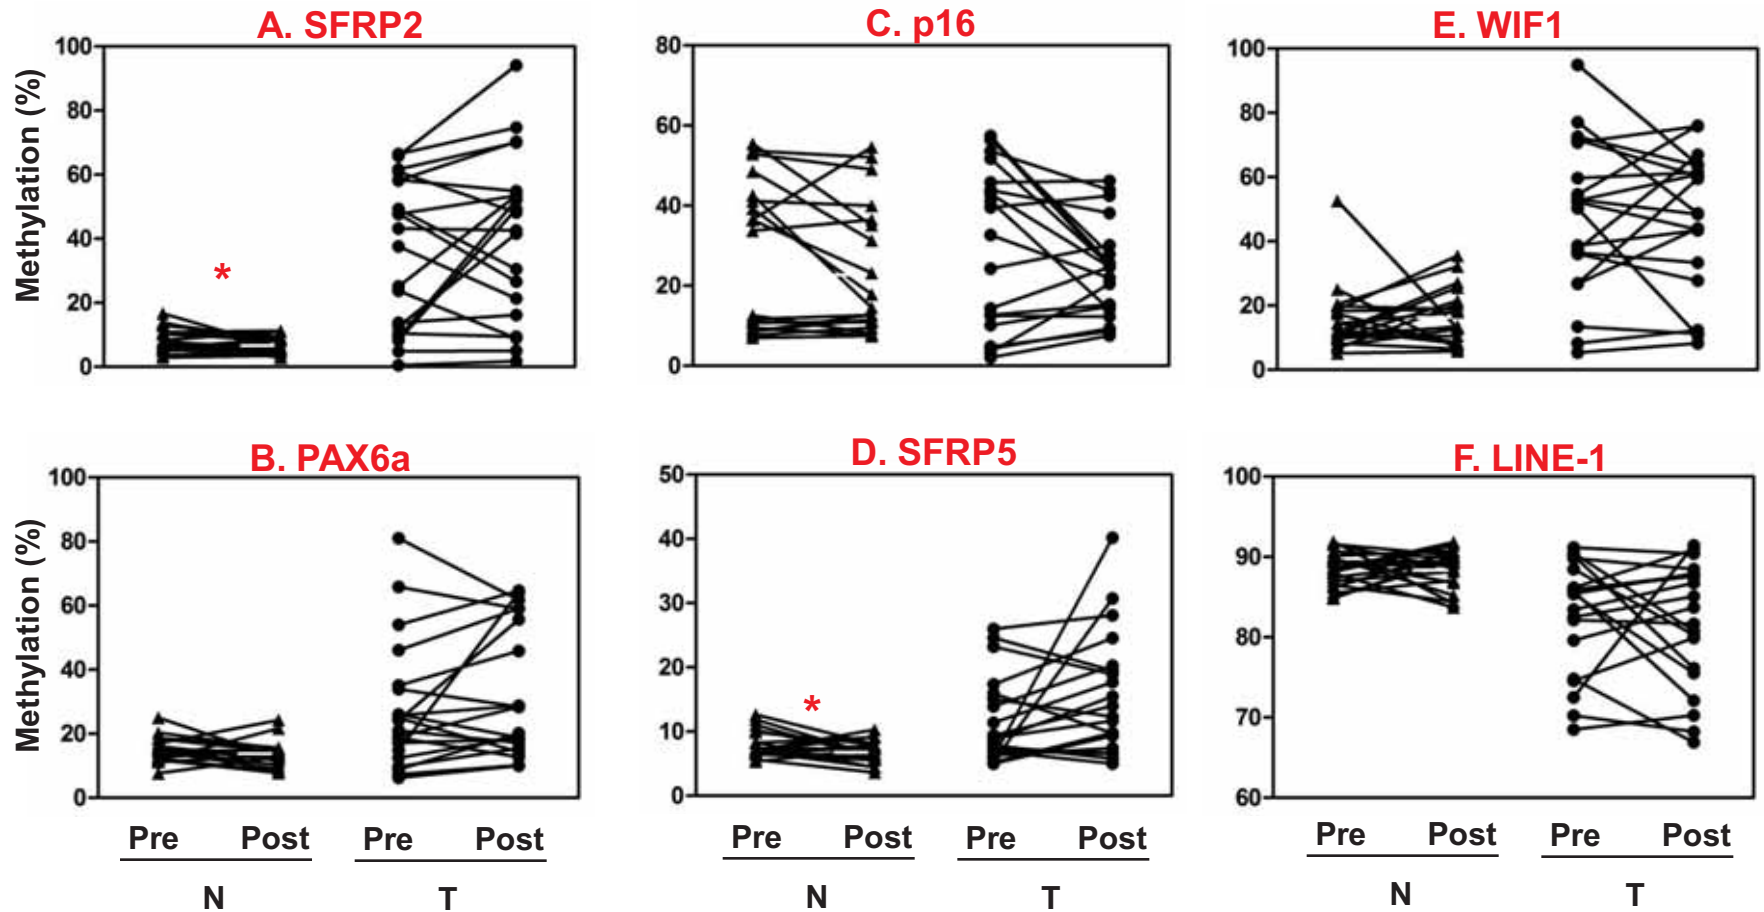 A. SFRP2
C. p16
E. WIF1
Methylation (%)
100
80
60
40
20
0
*
80
60
40
20
0
100
80
60
40
20
0
B. PAX6a
D. SFRP5
F. LINE-1
Methylation (%)
100
80
60
40
20
0
50
40
30
20
10
0
*
100
90
80
70
60
Pre Post Pre Post
N T
Pre Post Pre Post
N T
Pre Post Pre Post
N T